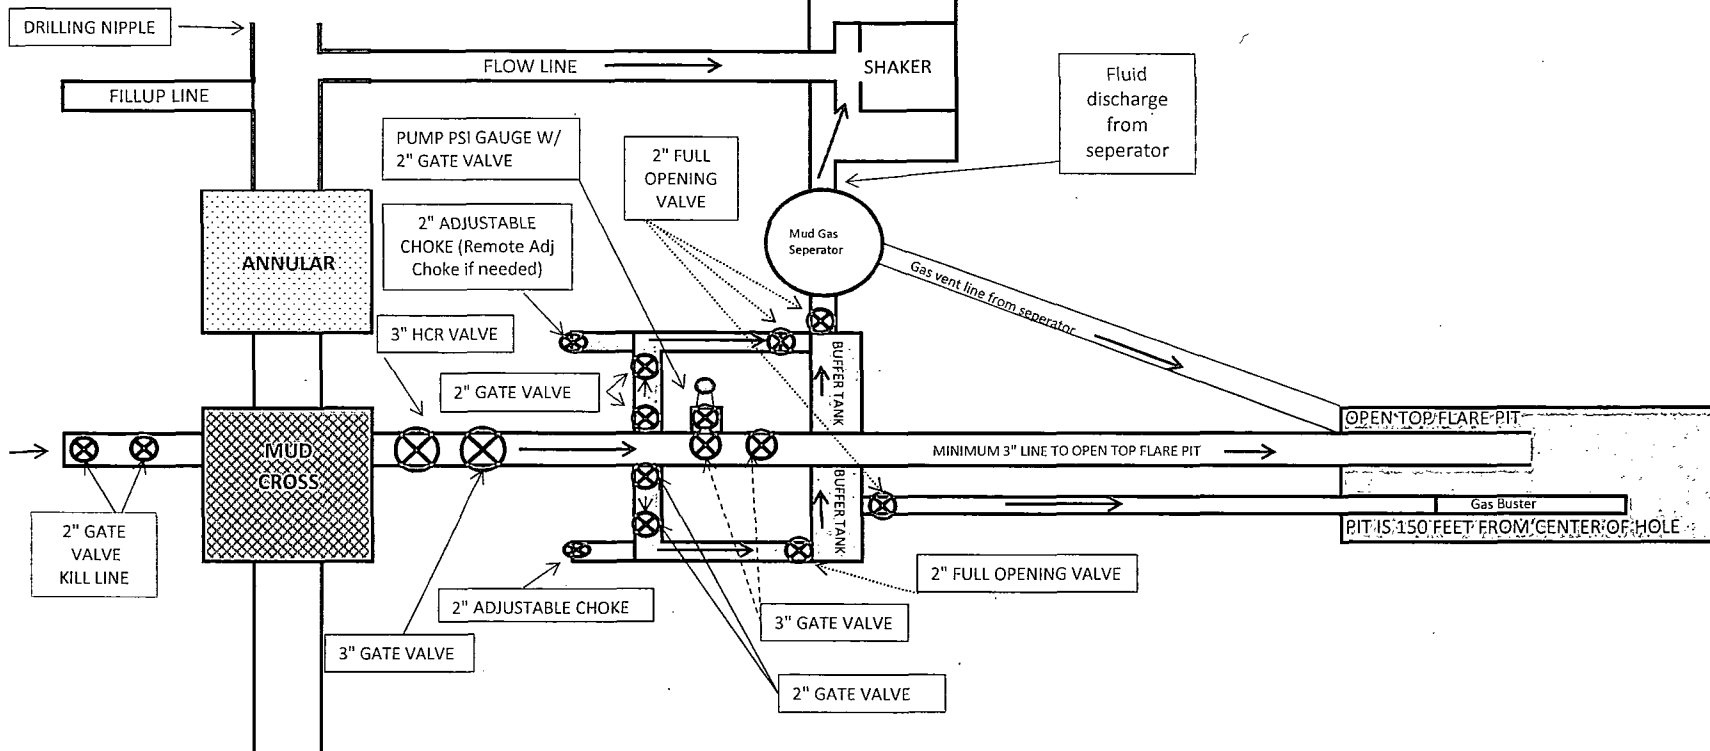 DRILLING NIPPLE
FLOW LINE
SHAKER
FILLUP LINE
Fluid
discharge
from
seperator
PUMP PSI GAUGE W/
2" GATE VALVE
2" FULL
OPENING
VALVE
2" ADJUSTABLE
CHOKE (Remote Adj
Choke if needed)
Mud Gas
Seperator
ANNULAR
Gas vent line from seperator
3" HCR VALVE
2" GATE VALVE
BUFFER TANK
OPEN TOP FLARE PIT
MUD
CROSS
MINIMUM 3" LINE TO OPEN TOP FLARE PIT
BUFFER TANK
Gas Buster
PIT IS 150 FEET FROM CENTER OF HOLE
2" GATE
VALVE
KILL LINE
2" FULL OPENING VALVE
2" ADJUSTABLE CHOKE
3" GATE VALVE
3" GATE VALVE
2" GATE VALVE